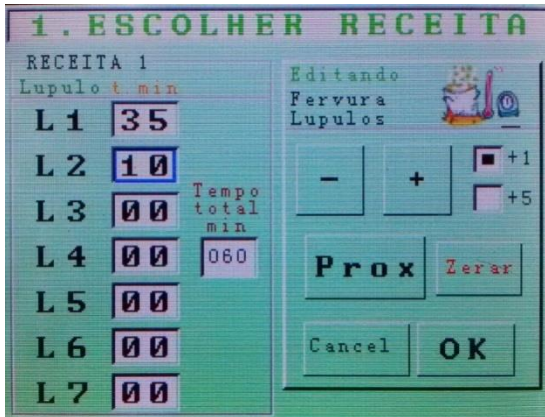 1. ESCOLHER RECEITA
RECEITA 1
Lupulo t.min
L1 35
L2 10
L3 00
L4 00
L5 00
L6 00
L7 00
Tempo
total
min
060
Editando
Fervura
Lupulos
- +
+1
+5
Prox Zerar
Cancel OK